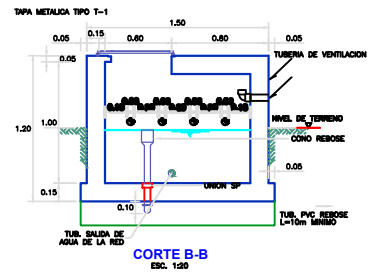 TAPA METALICA TIPO T-1
1.50
0.05 0.15 0.60 0.80 0.05
0.05
TUBERIA DE VENTILACION
NIVEL DE TERRENO
1.20
1.00
CONO REBOSE
0.05
0.15
UNION SP
0.10
TUB. SALIDA DE
AGUA DE LA RED
TUB. PVC REBOSE
L=10m MINIMO
CORTE B-B
ESC. 1:20